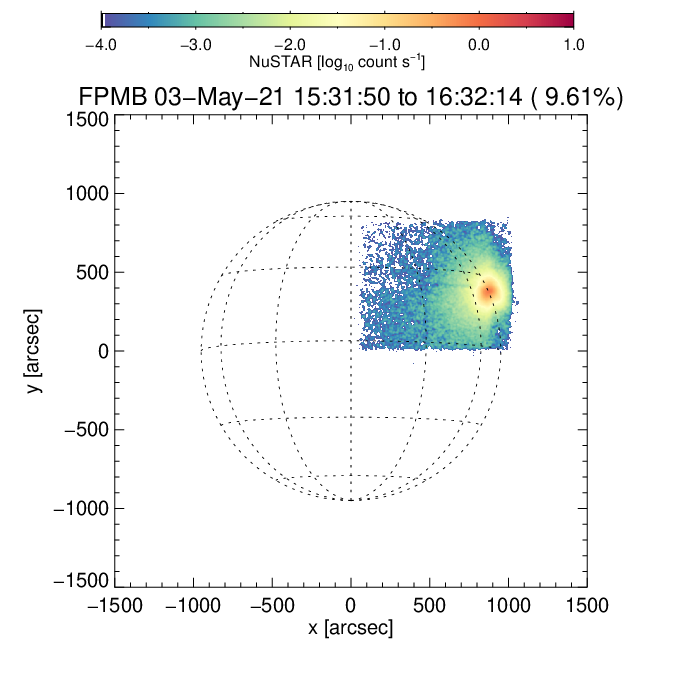 −4.0 −3.0 −2.0 −1.0 0.0 1.0
NuSTAR [log₁₀ count s⁻¹]
FPMB 03−May−21 15:31:50 to 16:32:14 ( 9.61%)
1500
1000
500
0
−500
−1000
−1500
y [arcsec]
−1500 −1000 −500 0 500 1000 1500
x [arcsec]